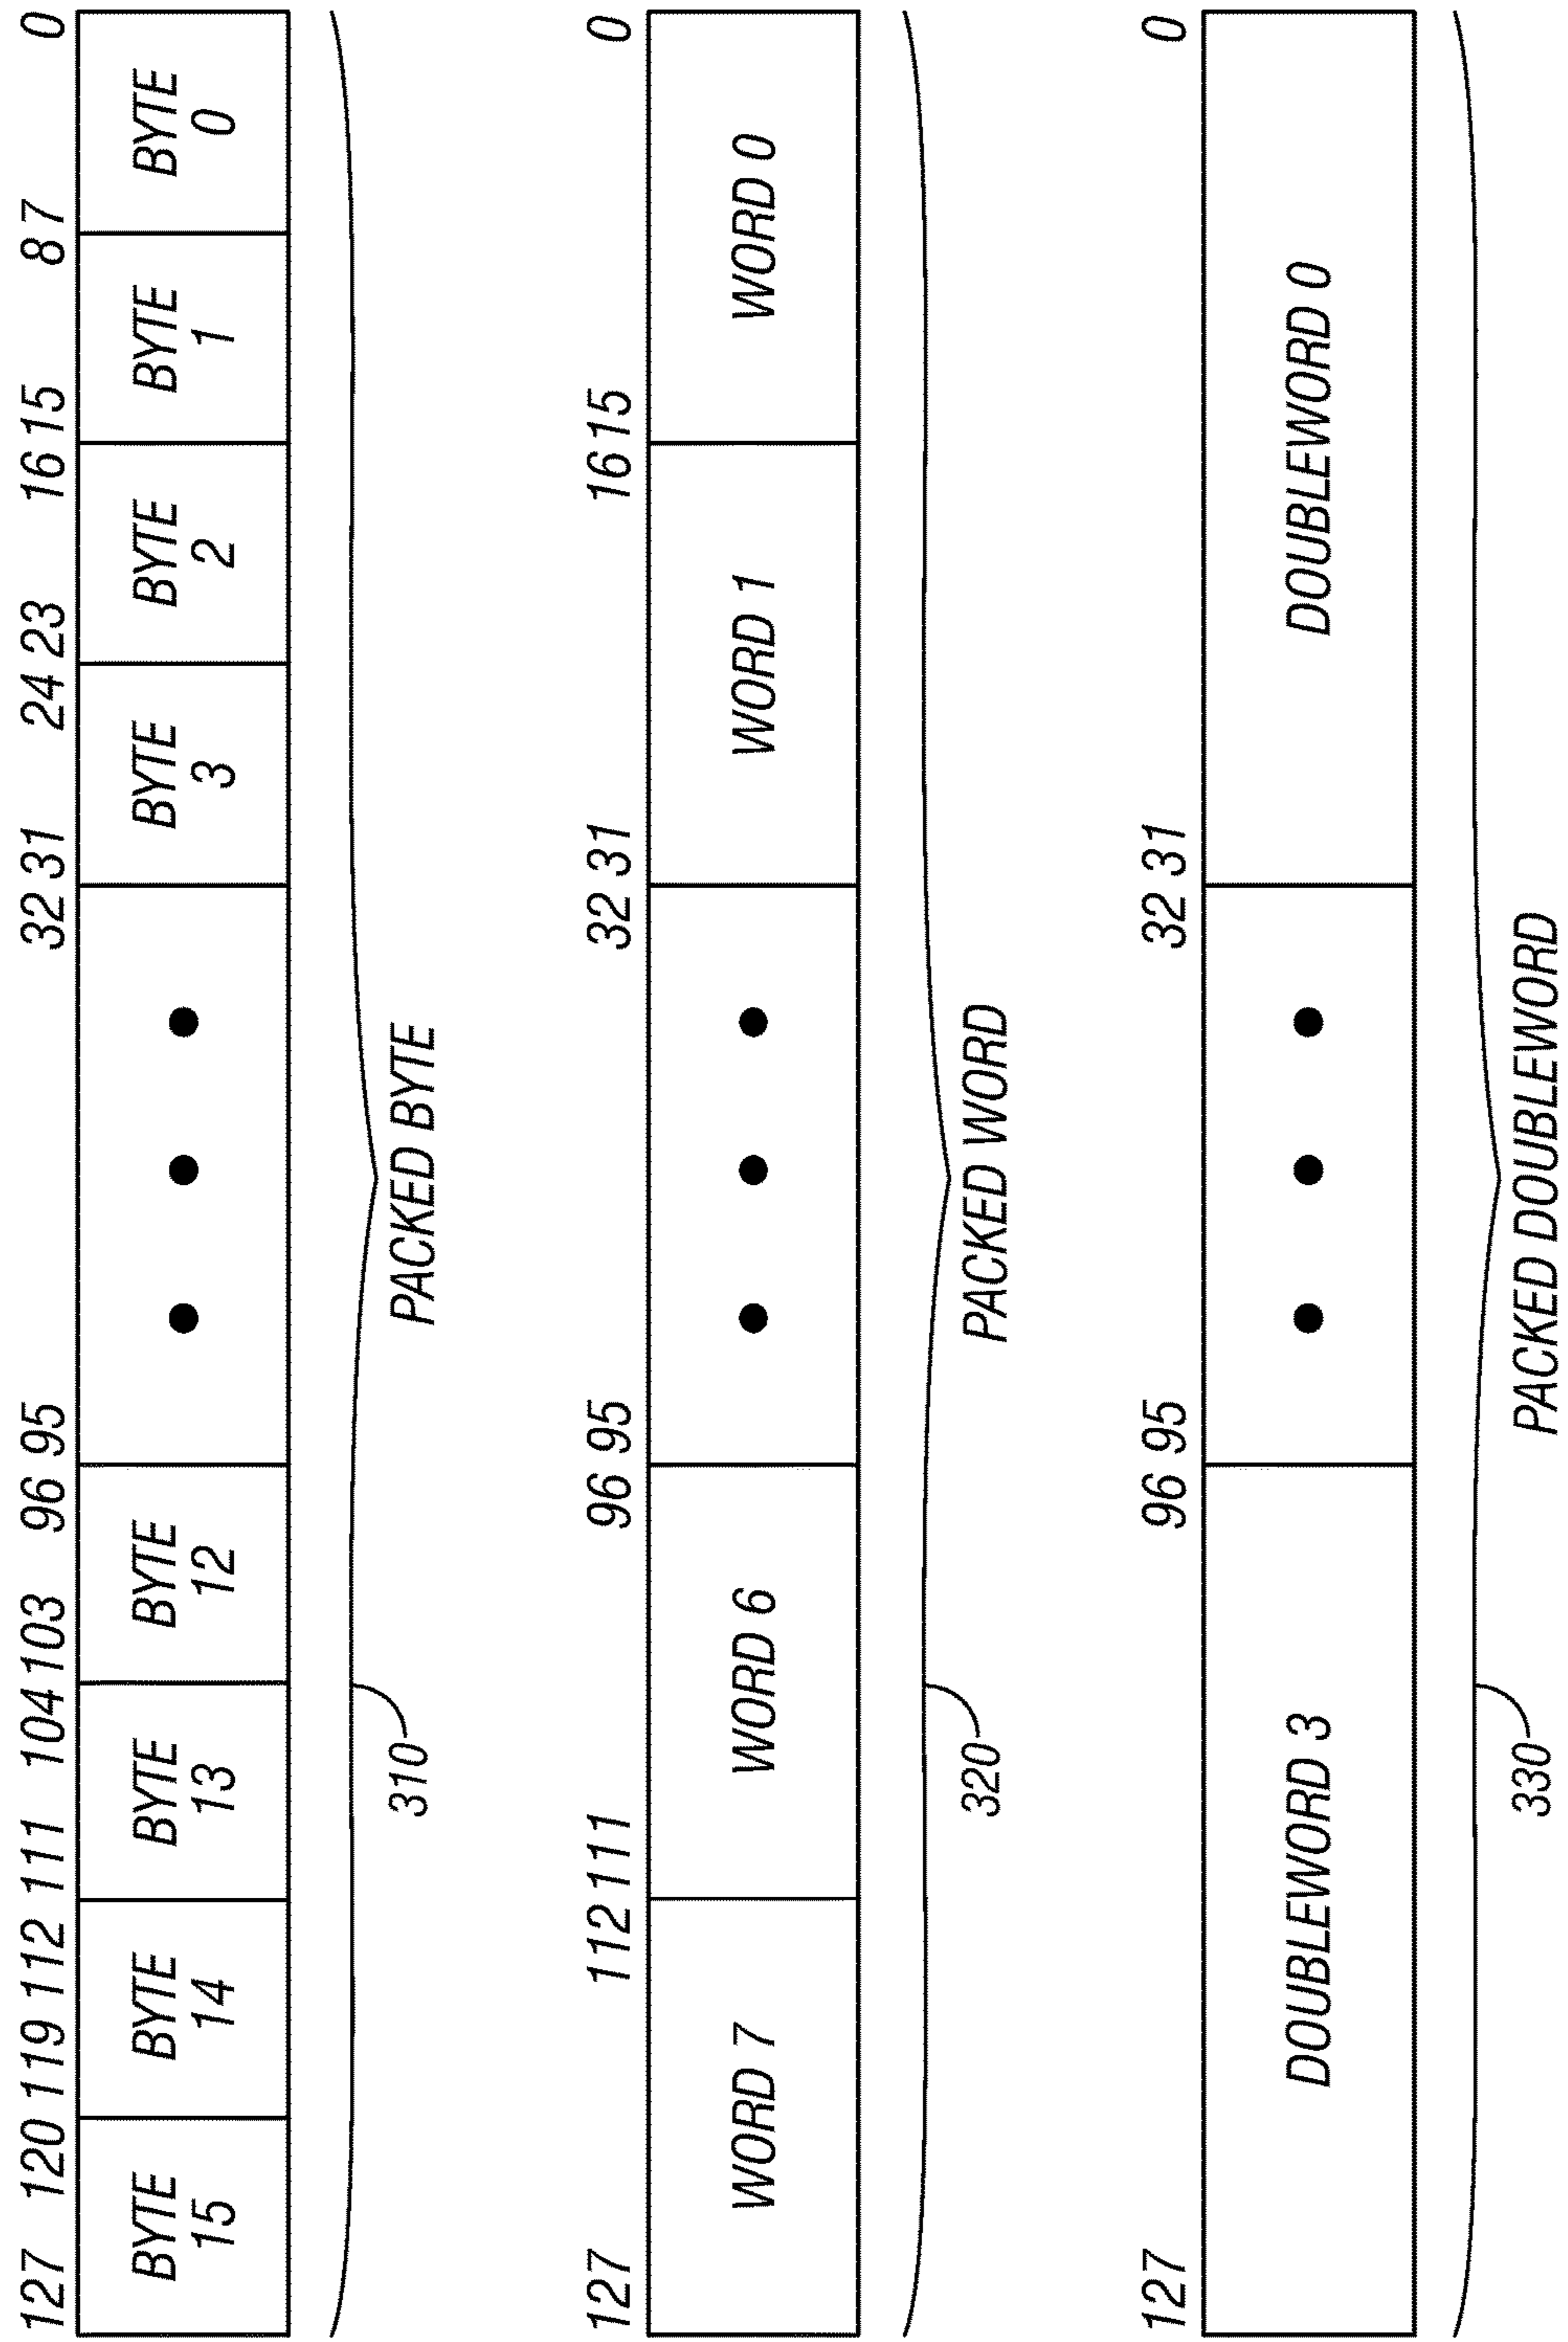 127 120 119 112 111 104 103 96 95 32 31 24 23 16 15 8 7 0
BYTE BYTE BYTE BYTE BYTE BYTE BYTE BYTE
15 14 13 12 3 2 1 0
310
PACKED BYTE
127 112 111 96 95 32 31 16 15 0
WORD 7 WORD 6 WORD 1 WORD 0
320
PACKED WORD
127 96 95 32 31 0
DOUBLEWORD 3 DOUBLEWORD 0
330
PACKED DOUBLEWORD